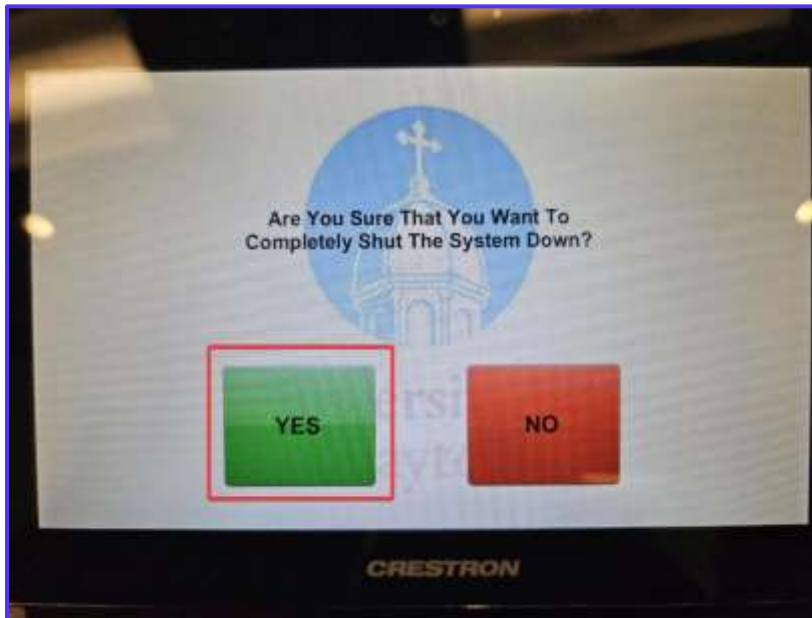 Are You Sure That You Want To
Completely Shut The System Down?
YES
NO
CRESTRON